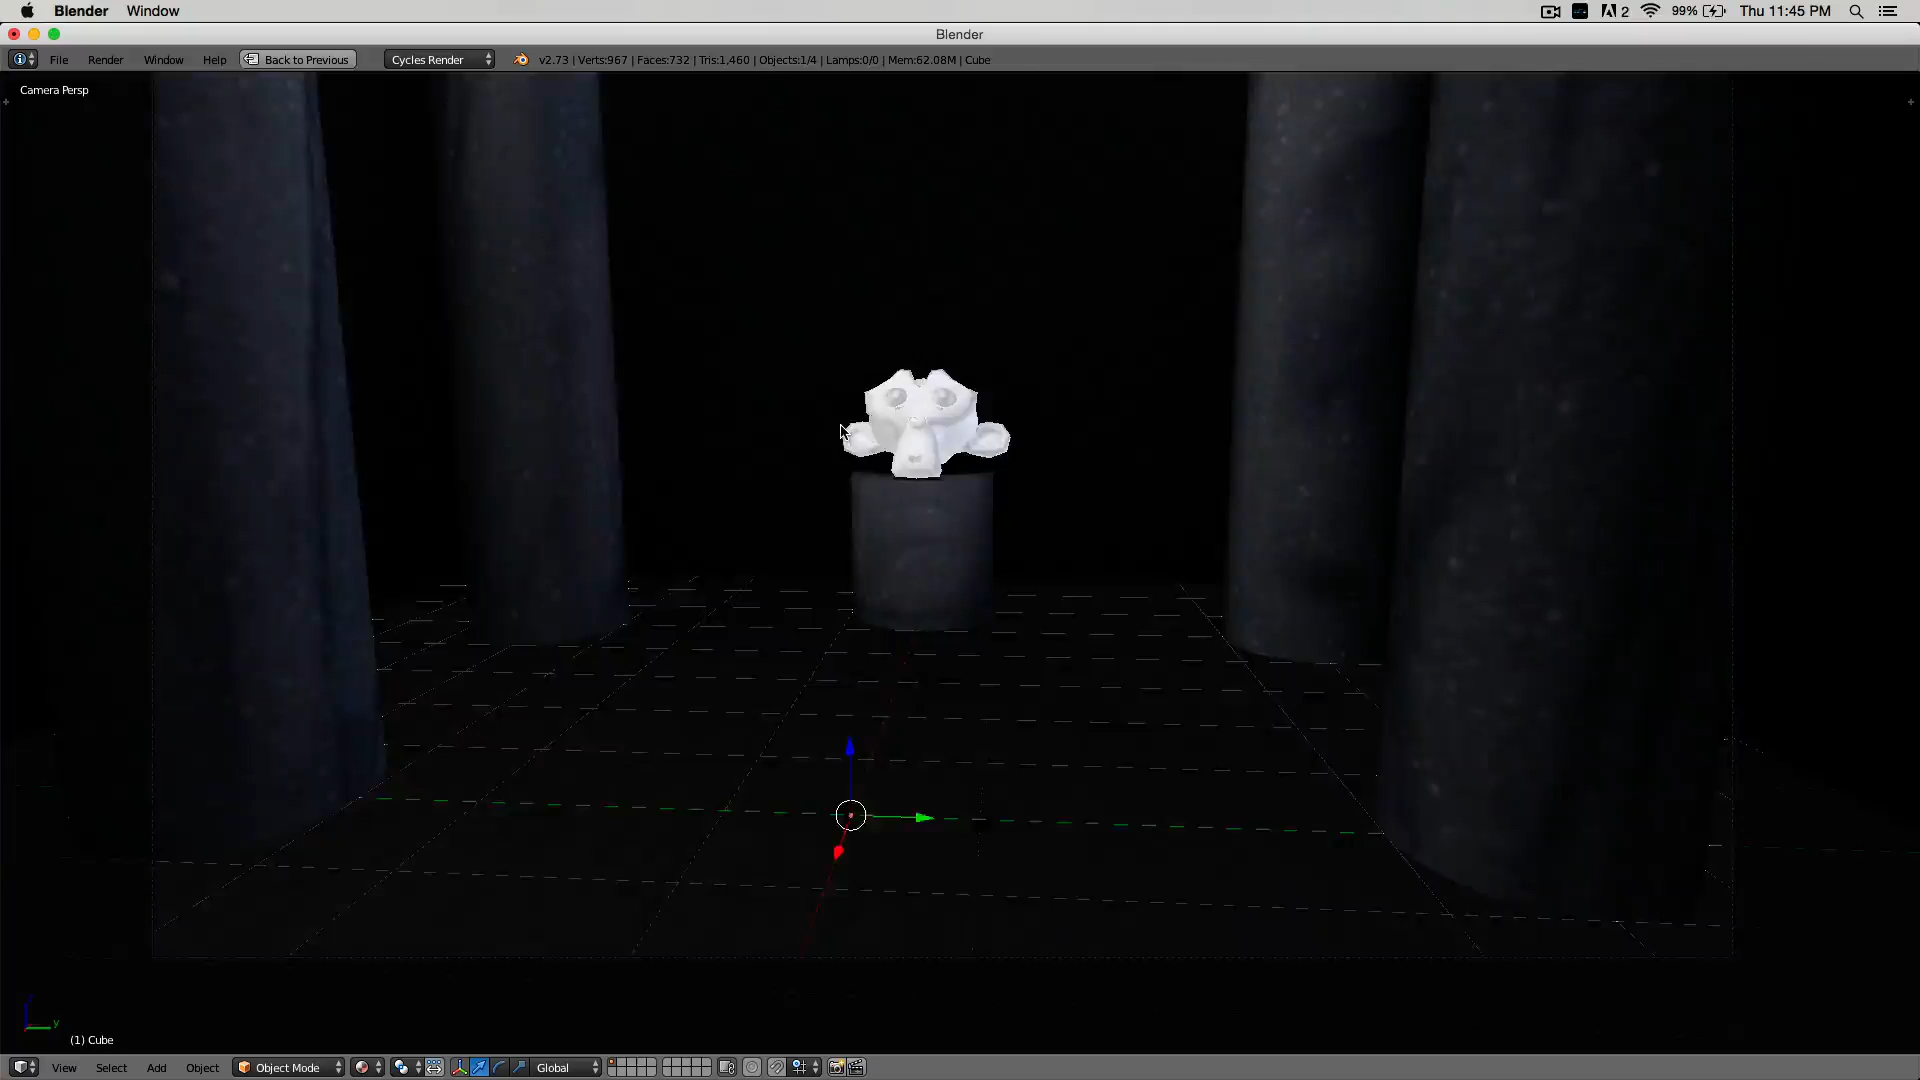 Blender Window 2 99% Thu 11:45 PM
Blender
File Render Window Help Back to Previous Cycles Render v2.73 | Verts:967 | Faces:732 | Tris:1,460 | Objects:1/4 | Lamps:0/0 | Mem:62.08M | Cube
Camera Persp
z
y
(1) Cube
View Select Add Object Object Mode Global